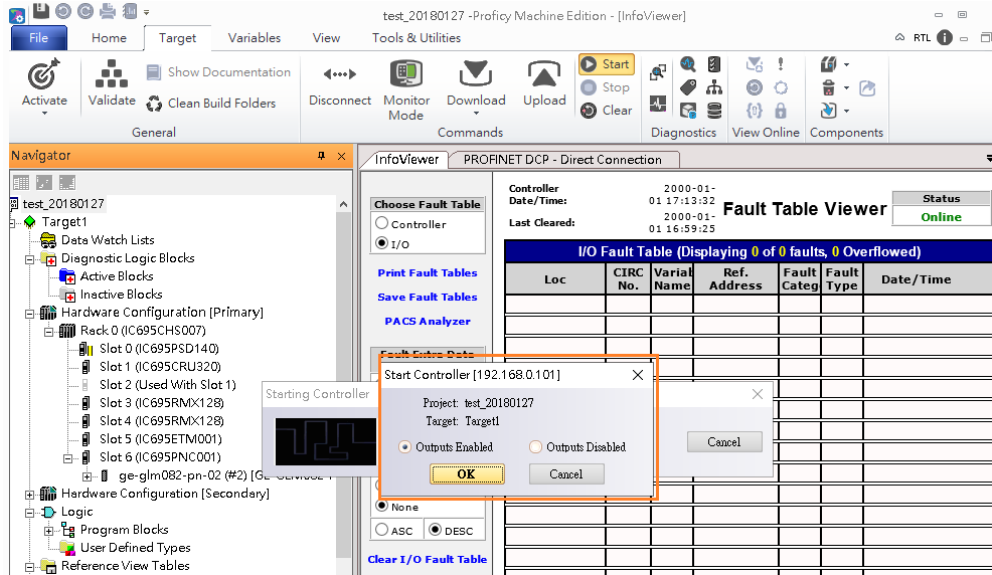 test_20180127 -Proficy Machine Edition - [InfoViewer]
File Home Target Variables View Tools & Utilities
RTL
Show Documentation
Clean Build Folders
Activate Validate Disconnect Monitor Mode Download Upload
Start
Stop
Clear
General Commands Diagnostics View Online Components
Navigator
InfoViewer PROFINET DCP - Direct Connection
test_20180127
Target1
Data Watch Lists
Diagnostic Logic Blocks
Active Blocks
Inactive Blocks
Hardware Configuration [Primary]
Rack 0 (IC695CHS007)
Slot 0 (IC695PSD140)
Slot 1 (IC695CRU320)
Slot 2 (Used With Slot 1)
Slot 3 (IC695RMX128)
Slot 4 (IC695RMX128)
Slot 5 (IC695ETM001)
Slot 6 (IC695PNC001)
ge-glm082-pn-02 (#2)
Hardware Configuration [Secondary]
Logic
Program Blocks
User Defined Types
Reference View Tables
Choose Fault Table
Controller
I/O
Print Fault Tables
Save Fault Tables
PACS Analyzer
Fault Extra Data
None
ASC DESC
Clear I/O Fault Table
Controller Date/Time: 2000-01-01 17:13:32
Last Cleared: 2000-01-01 16:59:25
Fault Table Viewer
Status
Online
I/O Fault Table (Displaying 0 of 0 faults, 0 Overflowed)
Loc CIRC No. Variab Name Ref. Address Fault Categ Fault Type Date/Time
Starting Controller
Cancel
Start Controller [192.168.0.101]
Project: test_20180127
Target: Target1
Outputs Enabled Outputs Disabled
OK Cancel